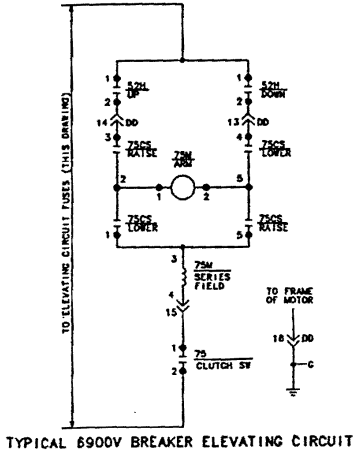 1
52H
UP
2
14 DD
3
75CS
RAISE
1
52H
DOWN
2
13 DD
4
75CS
LOWER
75M
ARM
2
1
2
5
75CS
LOWER
1
75CS
RAISE
5
3
75M
SERIES
FIELD
4
15
1
75
CLUTCH SW
2
TO FRAME
OF MOTOR
18 DD
G
TO ELEVATING CIRCUIT FUSES (THIS DRAWING)
TYPICAL 6900V BREAKER ELEVATING CIRCUIT